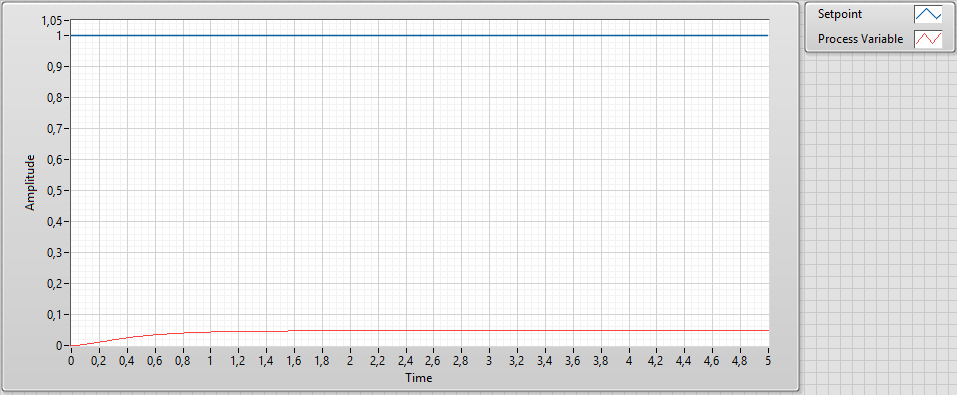 1,05
1
0,9
0,8
0,7
0,6
0,5
0,4
0,3
0,2
0,1
0
Amplitude
0 0,2 0,4 0,6 0,8 1 1,2 1,4 1,6 1,8 2 2,2 2,4 2,6 2,8 3 3,2 3,4 3,6 3,8 4 4,2 4,4 4,6 4,8 5
Time
Setpoint
Process Variable